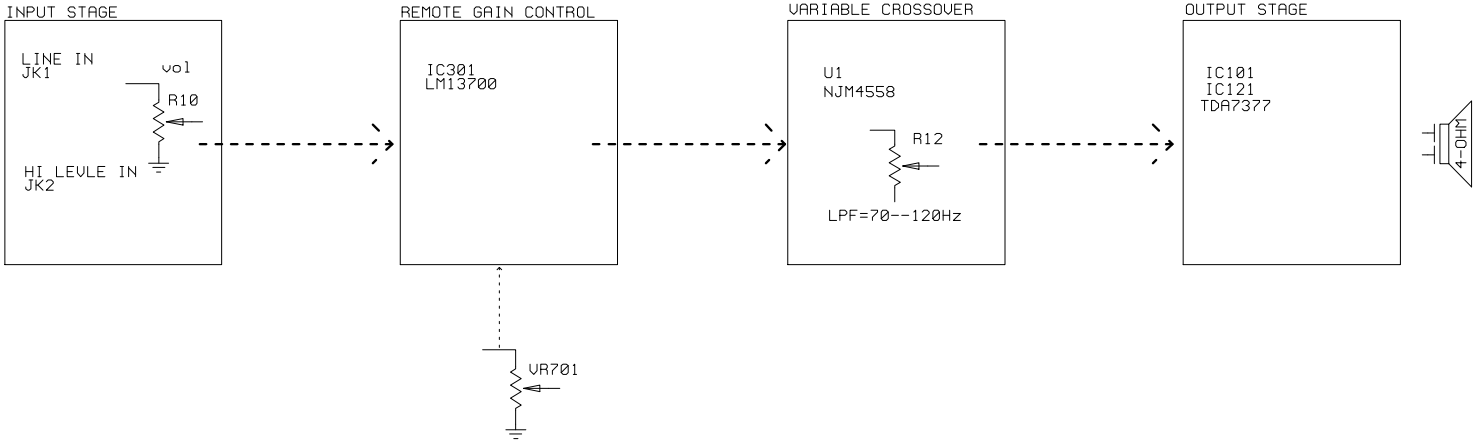 INPUT STAGE
LINE IN
JK1
vol
R10
HI LEVLE IN
JK2
REMOTE GAIN CONTROL
IC301
LM13700
VR701
VARIABLE CROSSOVER
U1
NJM4558
R12
LPF=70--120Hz
OUTPUT STAGE
IC101
IC121
TDA7377
4-OHM